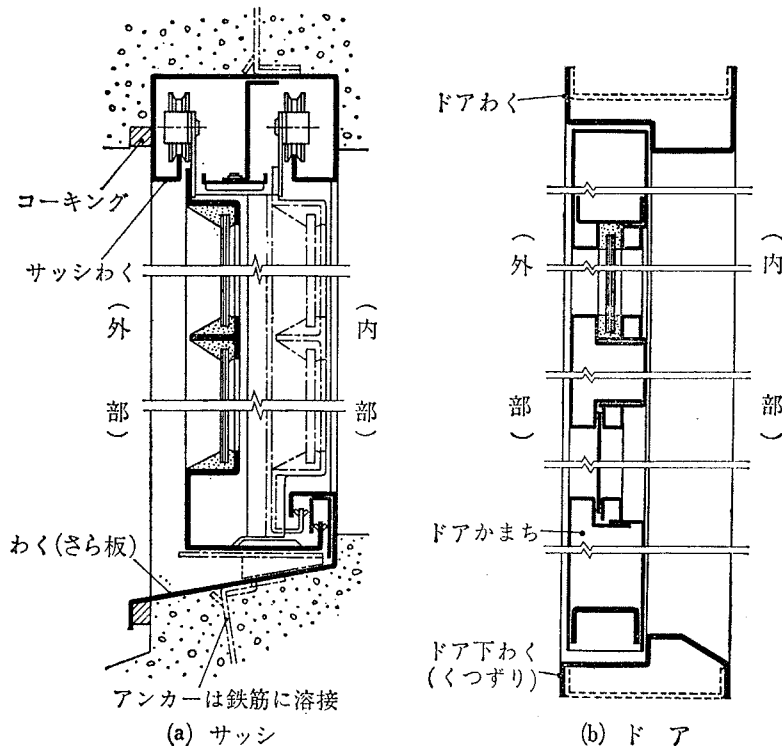 コーキング
サッシわく
(外部)
(内部)
わく(さら板)
アンカーは鉄筋に溶接
(a) サッシ
ドアわく
(外部)
(内部)
ドアかまち
ドア下わく
(くつずり)
(b) ドア